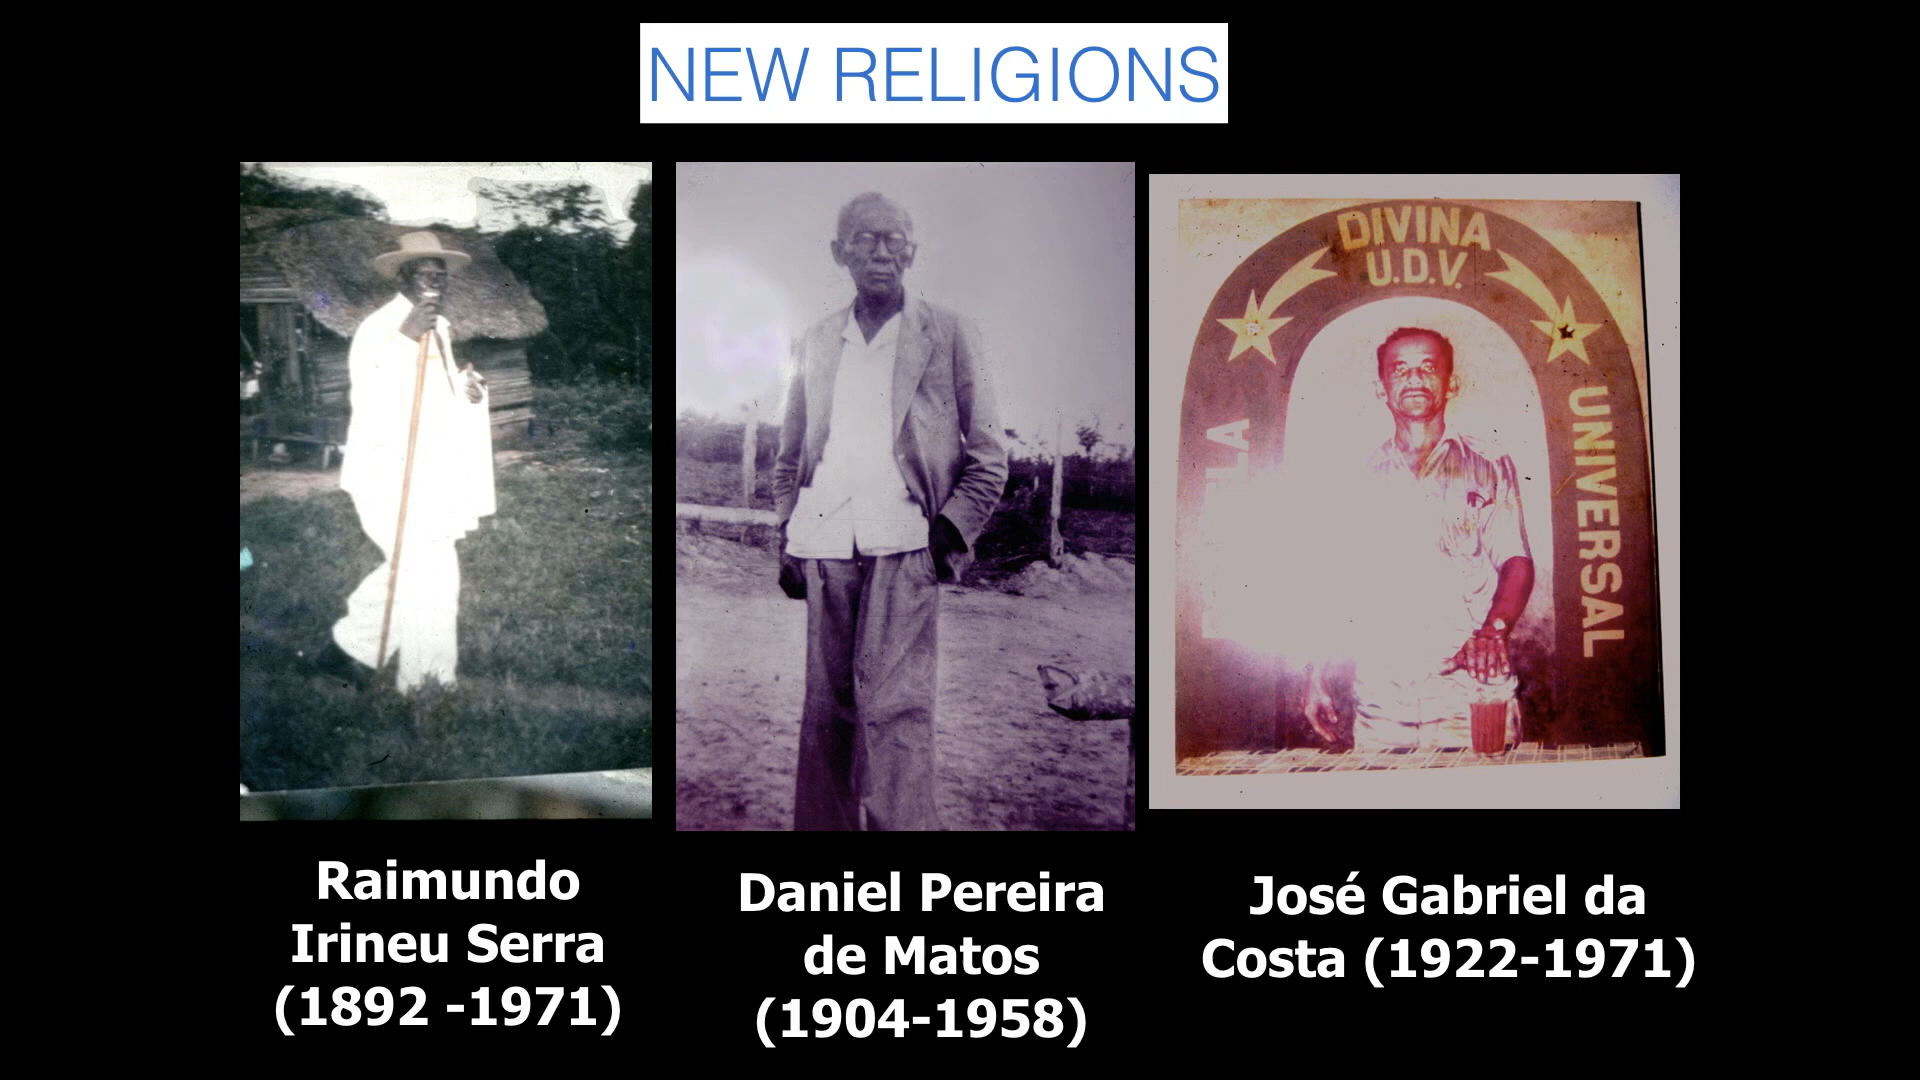 NEW RELIGIONS
DIVINA
U.D.V.
UNIVERSAL
Raimundo
Irineu Serra
(1892 -1971)
Daniel Pereira
de Matos
(1904-1958)
José Gabriel da
Costa (1922-1971)